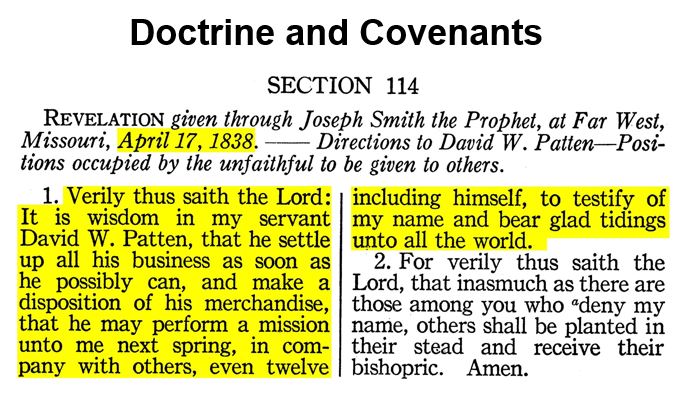 Doctrine and Covenants
SECTION 114
REVELATION given through Joseph Smith the Prophet, at Far West,
Missouri, April 17, 1838. —— Directions to David W. Patten—Posi-
tions occupied by the unfaithful to be given to others.
1. Verily thus saith the Lord:
It is wisdom in my servant
David W. Patten, that he settle
up all his business as soon as
he possibly can, and make a
disposition of his merchandise,
that he may perform a mission
unto me next spring, in com-
pany with others, even twelve
including himself, to testify of
my name and bear glad tidings
unto all the world.
2. For verily thus saith the
Lord, that inasmuch as there are
those among you who ᵃdeny my
name, others shall be planted in
their stead and receive their
bishopric. Amen.